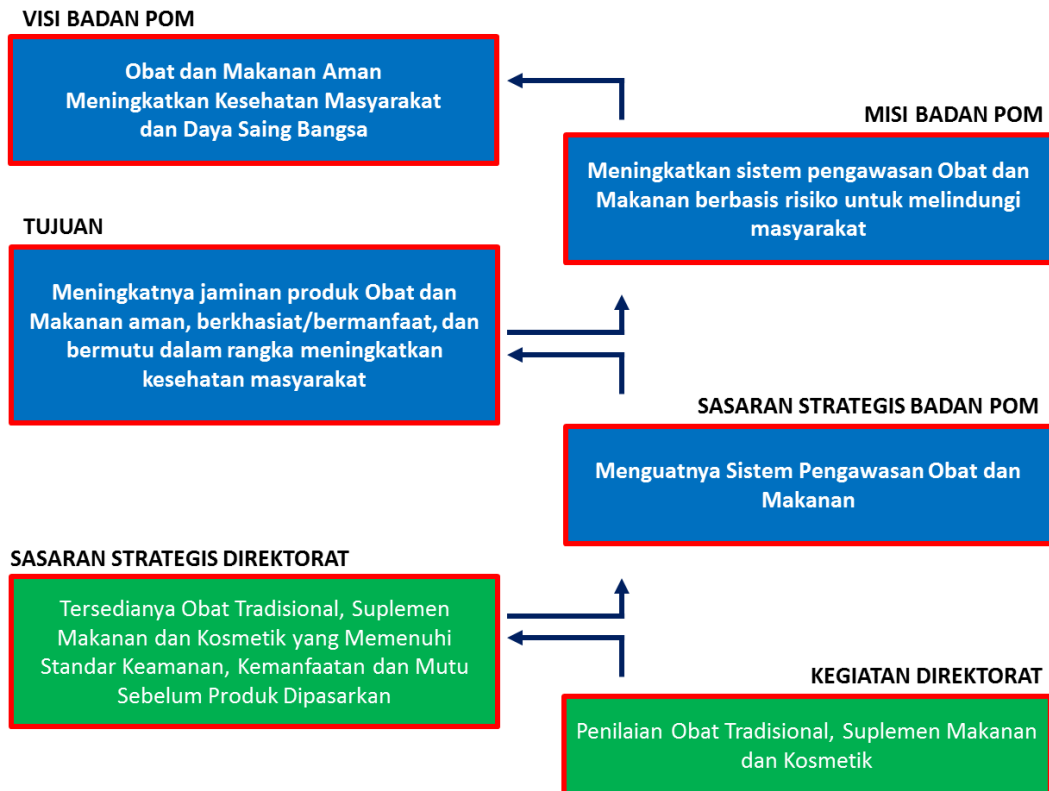 VISI BADAN POM
Obat dan Makanan Aman
Meningkatkan Kesehatan Masyarakat
dan Daya Saing Bangsa
MISI BADAN POM
Meningkatkan sistem pengawasan Obat dan
Makanan berbasis risiko untuk melindungi
masyarakat
TUJUAN
Meningkatnya jaminan produk Obat dan
Makanan aman, berkhasiat/bermanfaat, dan
bermutu dalam rangka meningkatkan
kesehatan masyarakat
SASARAN STRATEGIS BADAN POM
Menguatnya Sistem Pengawasan Obat dan
Makanan
SASARAN STRATEGIS DIREKTORAT
Tersedianya Obat Tradisional, Suplemen
Makanan dan Kosmetik yang Memenuhi
Standar Keamanan, Kemanfaatan dan Mutu
Sebelum Produk Dipasarkan
KEGIATAN DIREKTORAT
Penilaian Obat Tradisional, Suplemen Makanan
dan Kosmetik